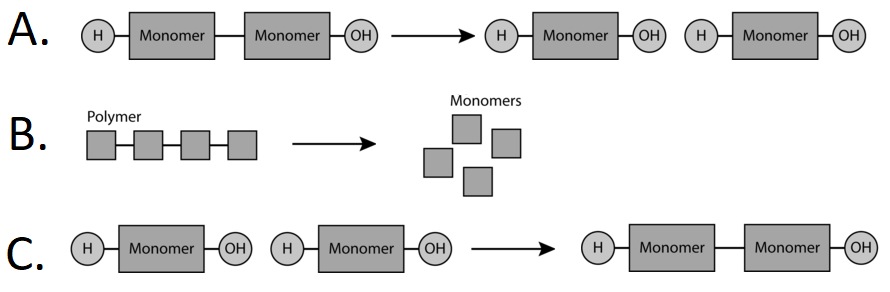 A. H Monomer Monomer OH H Monomer OH H Monomer OH
Polymer
Monomers
B.
C. H Monomer OH H Monomer OH H Monomer Monomer OH